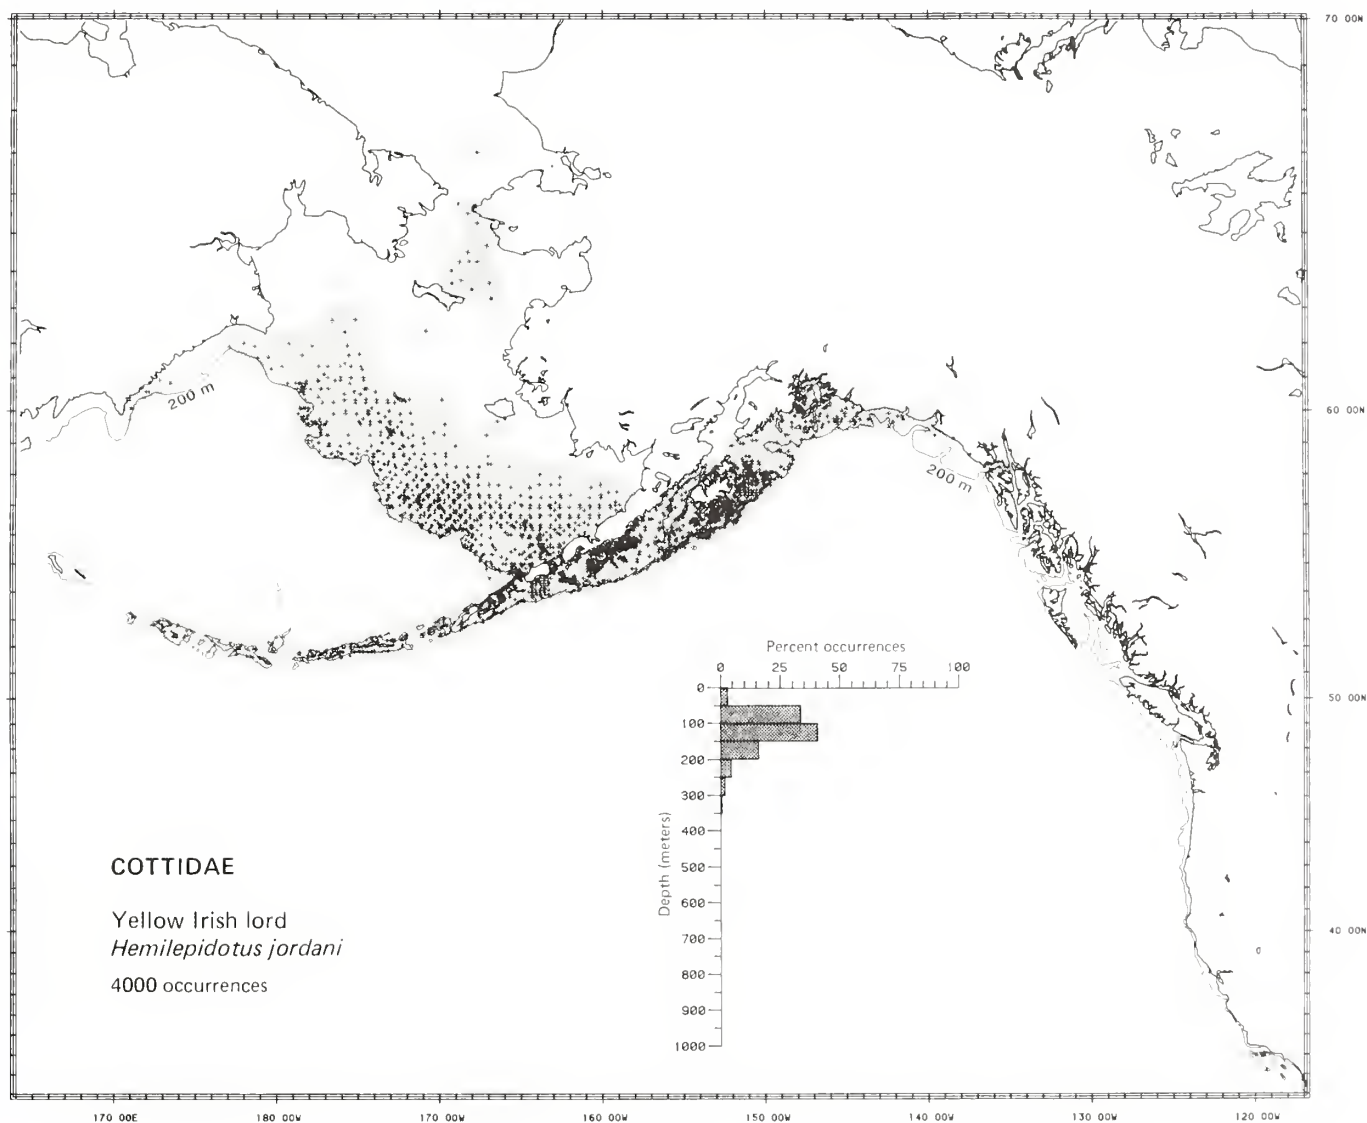 70 00N
200 m
60 00N
200 m
Percent occurrences
0 25 50 75 100
0
50 00N
100
200
300
400
500
600
700
800
900
1000
Depth (meters)
COTTIDAE
Yellow Irish lord
Hemilepidotus jordani
4000 occurrences
40 00N
170 00E 180 00W 170 00W 160 00W 150 00W 140 00W 130 00W 120 00W